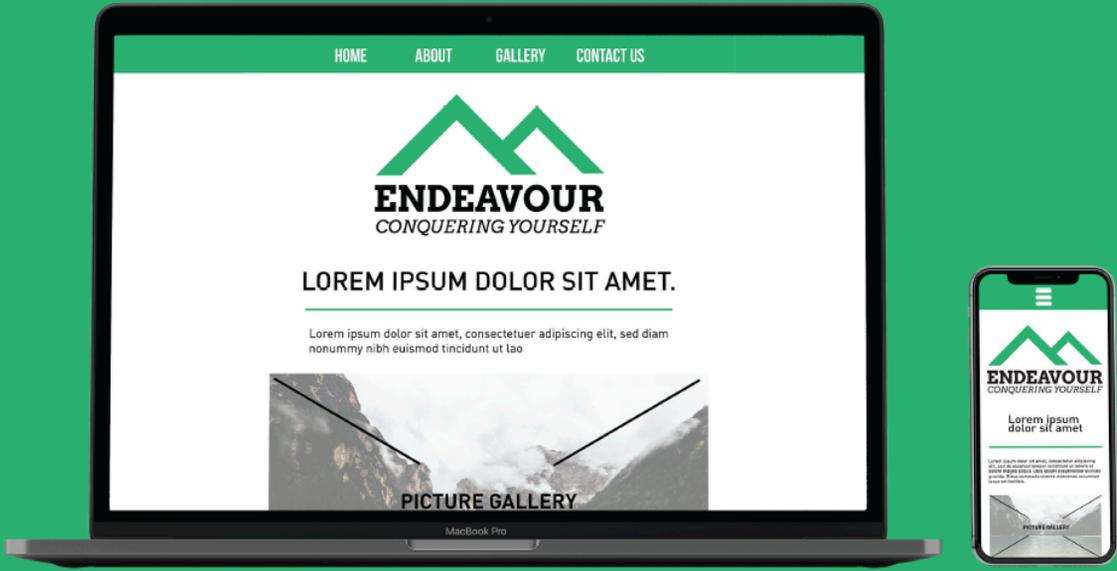 HOME ABOUT GALLERY CONTACT US
ENDEAVOUR
CONQUERING YOURSELF
LOREM IPSUM DOLOR SIT AMET.
Lorem ipsum dolor sit amet, consectetuer adipiscing elit, sed diam
nonummy nibh euismod tincidunt ut lao
PICTURE GALLERY
MacBook Pro
ENDEAVOUR
CONQUERING YOURSELF
Lorem ipsum
dolor sit amet
PICTURE GALLERY